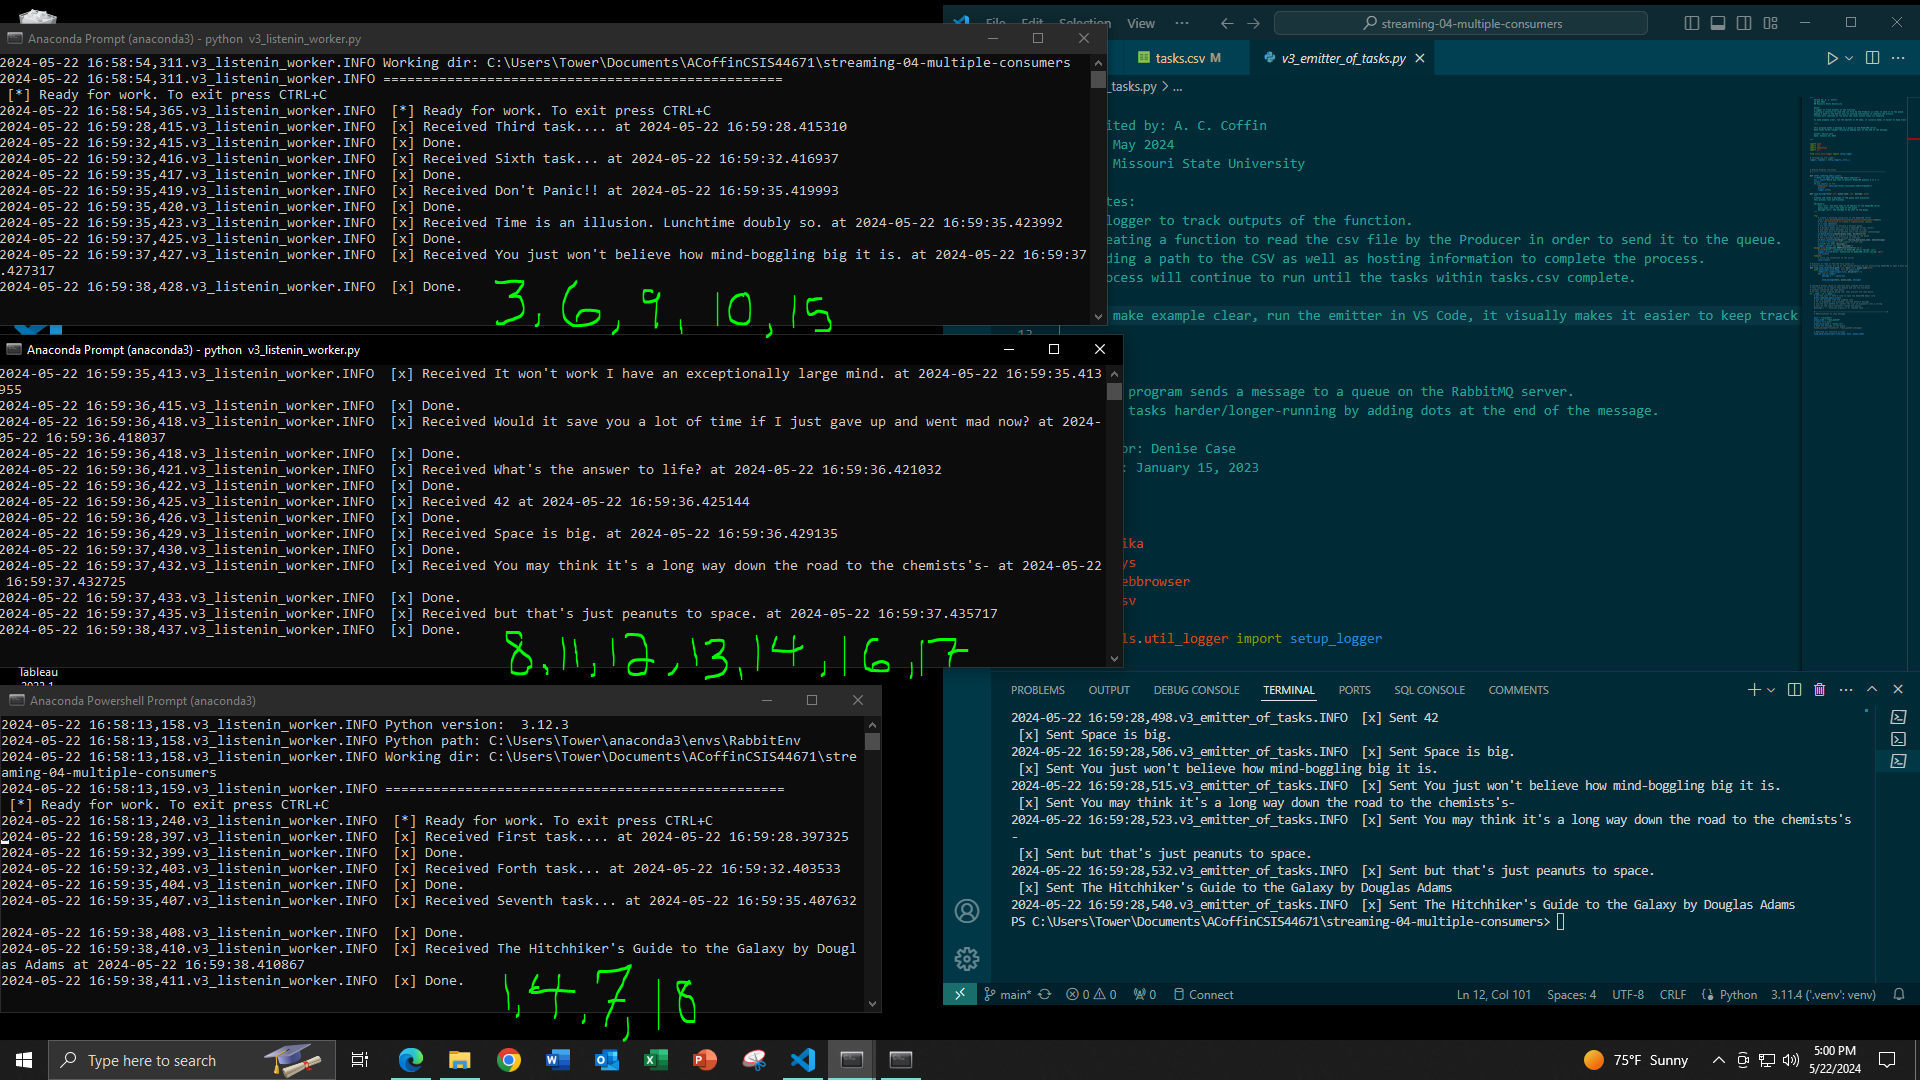 Anaconda Prompt (anaconda3) - python  v3_listenin_worker.py
2024-05-22 16:58:54,311.v3_listenin_worker.INFO Working dir: C:\Users\Tower\Documents\ACoffinCSIS44671\streaming-04-multiple-consumers
2024-05-22 16:58:54,311.v3_listenin_worker.INFO ==================================================
[*] Ready for work. To exit press CTRL+C
2024-05-22 16:58:54,365.v3_listenin_worker.INFO  [*] Ready for work. To exit press CTRL+C
2024-05-22 16:59:28,415.v3_listenin_worker.INFO  [x] Received Third task.... at 2024-05-22 16:59:28.415310
2024-05-22 16:59:32,415.v3_listenin_worker.INFO  [x] Done.
2024-05-22 16:59:32,416.v3_listenin_worker.INFO  [x] Received Sixth task... at 2024-05-22 16:59:32.416937
2024-05-22 16:59:35,417.v3_listenin_worker.INFO  [x] Done.
2024-05-22 16:59:35,419.v3_listenin_worker.INFO  [x] Received Don't Panic!! at 2024-05-22 16:59:35.419993
2024-05-22 16:59:35,420.v3_listenin_worker.INFO  [x] Done.
2024-05-22 16:59:35,423.v3_listenin_worker.INFO  [x] Received Time is an illusion. Lunchtime doubly so. at 2024-05-22 16:59:35.423992
2024-05-22 16:59:37,425.v3_listenin_worker.INFO  [x] Done.
2024-05-22 16:59:37,427.v3_listenin_worker.INFO  [x] Received You just won't believe how mind-boggling big it is. at 2024-05-22 16:59:37
.427317
2024-05-22 16:59:38,428.v3_listenin_worker.INFO  [x] Done.
3, 6, 9, 10, 15
Anaconda Prompt (anaconda3) - python  v3_listenin_worker.py
2024-05-22 16:59:35,413.v3_listenin_worker.INFO  [x] Received It won't work I have an exceptionally large mind. at 2024-05-22 16:59:35.413
955
2024-05-22 16:59:36,415.v3_listenin_worker.INFO  [x] Done.
2024-05-22 16:59:36,418.v3_listenin_worker.INFO  [x] Received Would it save you a lot of time if I just gave up and went mad now? at 2024-
05-22 16:59:36.418037
2024-05-22 16:59:36,418.v3_listenin_worker.INFO  [x] Done.
2024-05-22 16:59:36,421.v3_listenin_worker.INFO  [x] Received What's the answer to life? at 2024-05-22 16:59:36.421032
2024-05-22 16:59:36,422.v3_listenin_worker.INFO  [x] Done.
2024-05-22 16:59:36,425.v3_listenin_worker.INFO  [x] Received 42 at 2024-05-22 16:59:36.425144
2024-05-22 16:59:36,426.v3_listenin_worker.INFO  [x] Done.
2024-05-22 16:59:36,429.v3_listenin_worker.INFO  [x] Received Space is big. at 2024-05-22 16:59:36.429135
2024-05-22 16:59:37,430.v3_listenin_worker.INFO  [x] Done.
2024-05-22 16:59:37,432.v3_listenin_worker.INFO  [x] Received You may think it's a long way down the road to the chemists's- at 2024-05-22
16:59:37.432725
2024-05-22 16:59:37,433.v3_listenin_worker.INFO  [x] Done.
2024-05-22 16:59:37,435.v3_listenin_worker.INFO  [x] Received but that's just peanuts to space. at 2024-05-22 16:59:37.435717
2024-05-22 16:59:38,437.v3_listenin_worker.INFO  [x] Done.
8, 11, 12, 13, 14, 16, 17
Tableau
Anaconda Powershell Prompt (anaconda3)
2024-05-22 16:58:13,158.v3_listenin_worker.INFO Python version:  3.12.3
2024-05-22 16:58:13,158.v3_listenin_worker.INFO Python path: C:\Users\Tower\anaconda3\envs\RabbitEnv
2024-05-22 16:58:13,158.v3_listenin_worker.INFO Working dir: C:\Users\Tower\Documents\ACoffinCSIS44671\stre
aming-04-multiple-consumers
2024-05-22 16:58:13,159.v3_listenin_worker.INFO ==================================================
[*] Ready for work. To exit press CTRL+C
2024-05-22 16:58:13,240.v3_listenin_worker.INFO  [*] Ready for work. To exit press CTRL+C
2024-05-22 16:59:28,397.v3_listenin_worker.INFO  [x] Received First task.... at 2024-05-22 16:59:28.397325
2024-05-22 16:59:32,399.v3_listenin_worker.INFO  [x] Done.
2024-05-22 16:59:32,403.v3_listenin_worker.INFO  [x] Received Forth task... at 2024-05-22 16:59:32.403533
2024-05-22 16:59:35,404.v3_listenin_worker.INFO  [x] Done.
2024-05-22 16:59:35,407.v3_listenin_worker.INFO  [x] Received Seventh task... at 2024-05-22 16:59:35.407632
2024-05-22 16:59:38,408.v3_listenin_worker.INFO  [x] Done.
2024-05-22 16:59:38,410.v3_listenin_worker.INFO  [x] Received The Hitchhiker's Guide to the Galaxy by Dougl
as Adams at 2024-05-22 16:59:38.410867
2024-05-22 16:59:38,411.v3_listenin_worker.INFO  [x] Done.
1, 4, 7, 18
File Edit Selection View ···
streaming-04-multiple-consumers
tasks.csv M
v3_emitter_of_tasks.py
_tasks.py > ...
ited by: A. C. Coffin
May 2024
Missouri State University
tes:
logger to track outputs of the function.
eating a function to read the csv file by the Producer in order to send it to the queue.
ding a path to the CSV as well as hosting information to complete the process.
ocess will continue to run until the tasks within tasks.csv complete.
make example clear, run the emitter in VS Code, it visually makes it easier to keep track
program sends a message to a queue on the RabbitMQ server.
tasks harder/longer-running by adding dots at the end of the message.
or: Denise Case
: January 15, 2023
ika
ys
ebbrowser
sv
ls.util_logger import setup_logger
PROBLEMS OUTPUT DEBUG CONSOLE TERMINAL PORTS SQL CONSOLE COMMENTS
2024-05-22 16:59:28,498.v3_emitter_of_tasks.INFO  [x] Sent 42
[x] Sent Space is big.
2024-05-22 16:59:28,506.v3_emitter_of_tasks.INFO  [x] Sent Space is big.
[x] Sent You just won't believe how mind-boggling big it is.
2024-05-22 16:59:28,515.v3_emitter_of_tasks.INFO  [x] Sent You just won't believe how mind-boggling big it is.
[x] Sent You may think it's a long way down the road to the chemists's-
2024-05-22 16:59:28,523.v3_emitter_of_tasks.INFO  [x] Sent You may think it's a long way down the road to the chemists's
-
[x] Sent but that's just peanuts to space.
2024-05-22 16:59:28,532.v3_emitter_of_tasks.INFO  [x] Sent but that's just peanuts to space.
[x] Sent The Hitchhiker's Guide to the Galaxy by Douglas Adams
2024-05-22 16:59:28,540.v3_emitter_of_tasks.INFO  [x] Sent The Hitchhiker's Guide to the Galaxy by Douglas Adams
PS C:\Users\Tower\Documents\ACoffinCSIS44671\streaming-04-multiple-consumers>
main* 0 0 0 Connect Ln 12, Col 101 Spaces: 4 UTF-8 CRLF Python 3.11.4 ('.venv': venv)
Type here to search
75°F Sunny
5:00 PM
5/22/2024